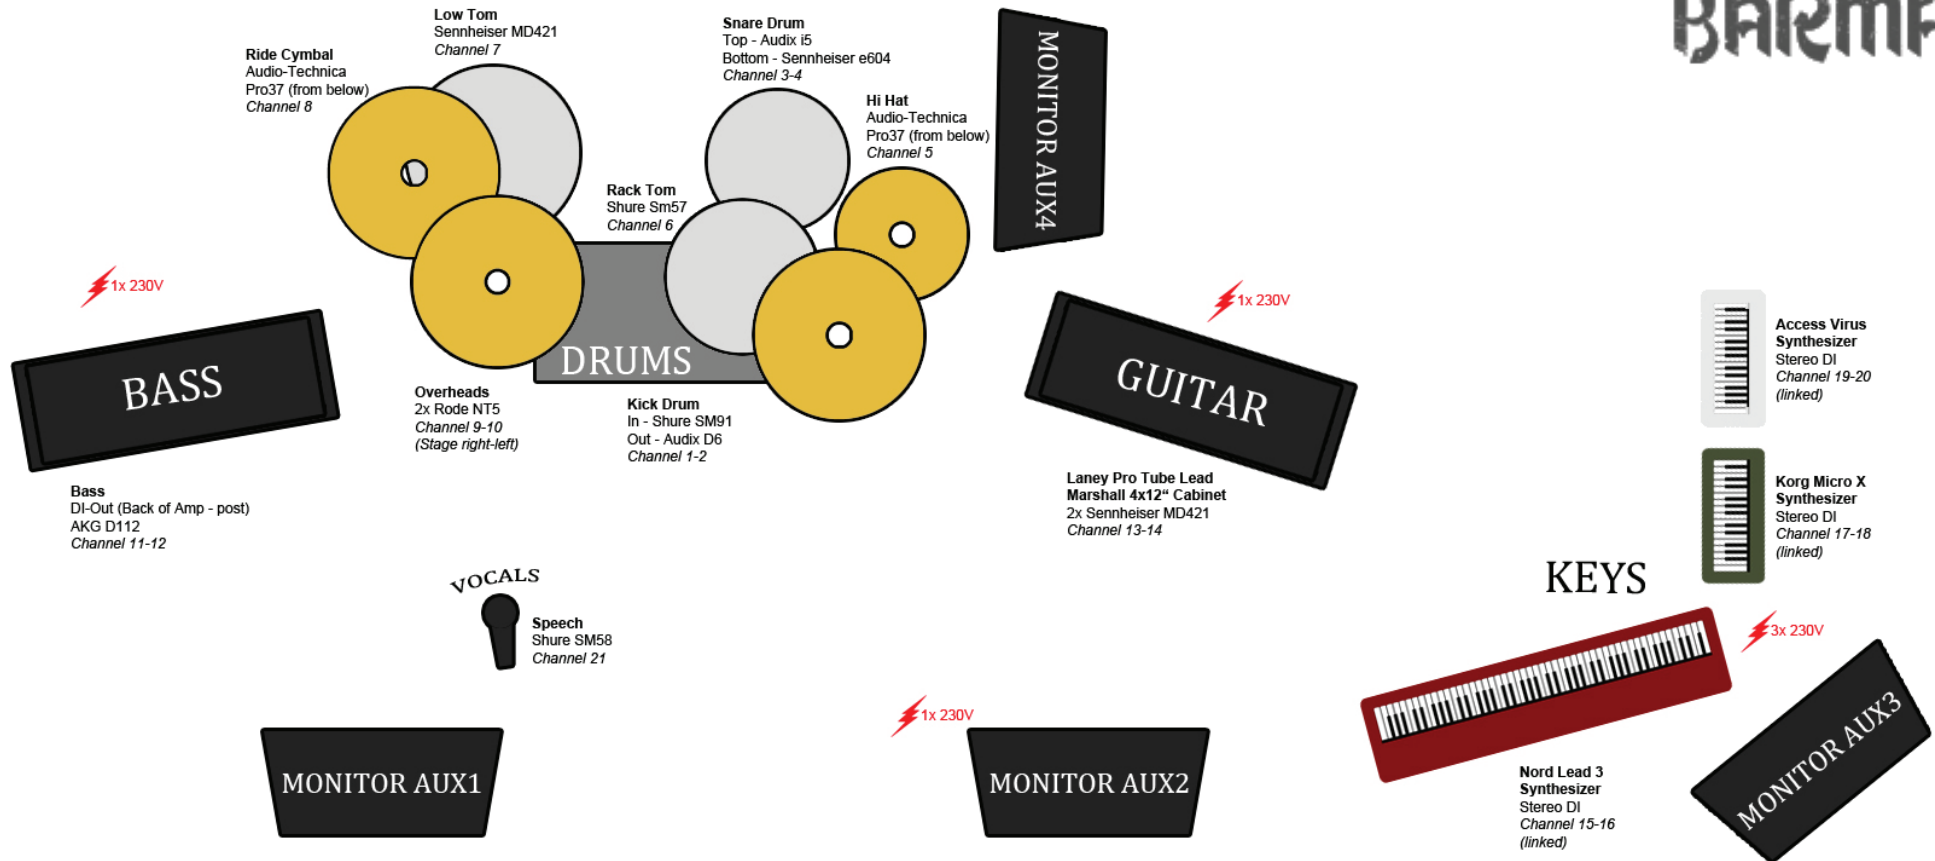 Low Tom
Sennheiser MD421
Channel 7
Snare Drum
Top - Audix i5
Bottom - Sennheiser e604
Channel 3-4
Ride Cymbal
Audio-Technica
Pro37 (from below)
Channel 8
Hi Hat
Audio-Technica
Pro37 (from below)
Channel 5
MONITOR AUX4
Rack Tom
Shure Sm57
Channel 6
1x 230V
BASS
DRUMS
1x 230V
GUITAR
Access Virus
Synthesizer
Stereo DI
Channel 19-20
(linked)
Overheads
2x Rode NT5
Channel 9-10
(Stage right-left)
Kick Drum
In - Shure SM91
Out - Audix D6
Channel 1-2
Bass
DI-Out (Back of Amp - post)
AKG D112
Channel 11-12
Laney Pro Tube Lead
Marshall 4x12“ Cabinet
2x Sennheiser MD421
Channel 13-14
Korg Micro X
Synthesizer
Stereo DI
Channel 17-18
(linked)
KEYS
VOCALS
Speech
Shure SM58
Channel 21
3x 230V
1x 230V
MONITOR AUX1
MONITOR AUX2
MONITOR AUX3
Nord Lead 3
Synthesizer
Stereo DI
Channel 15-16
(linked)